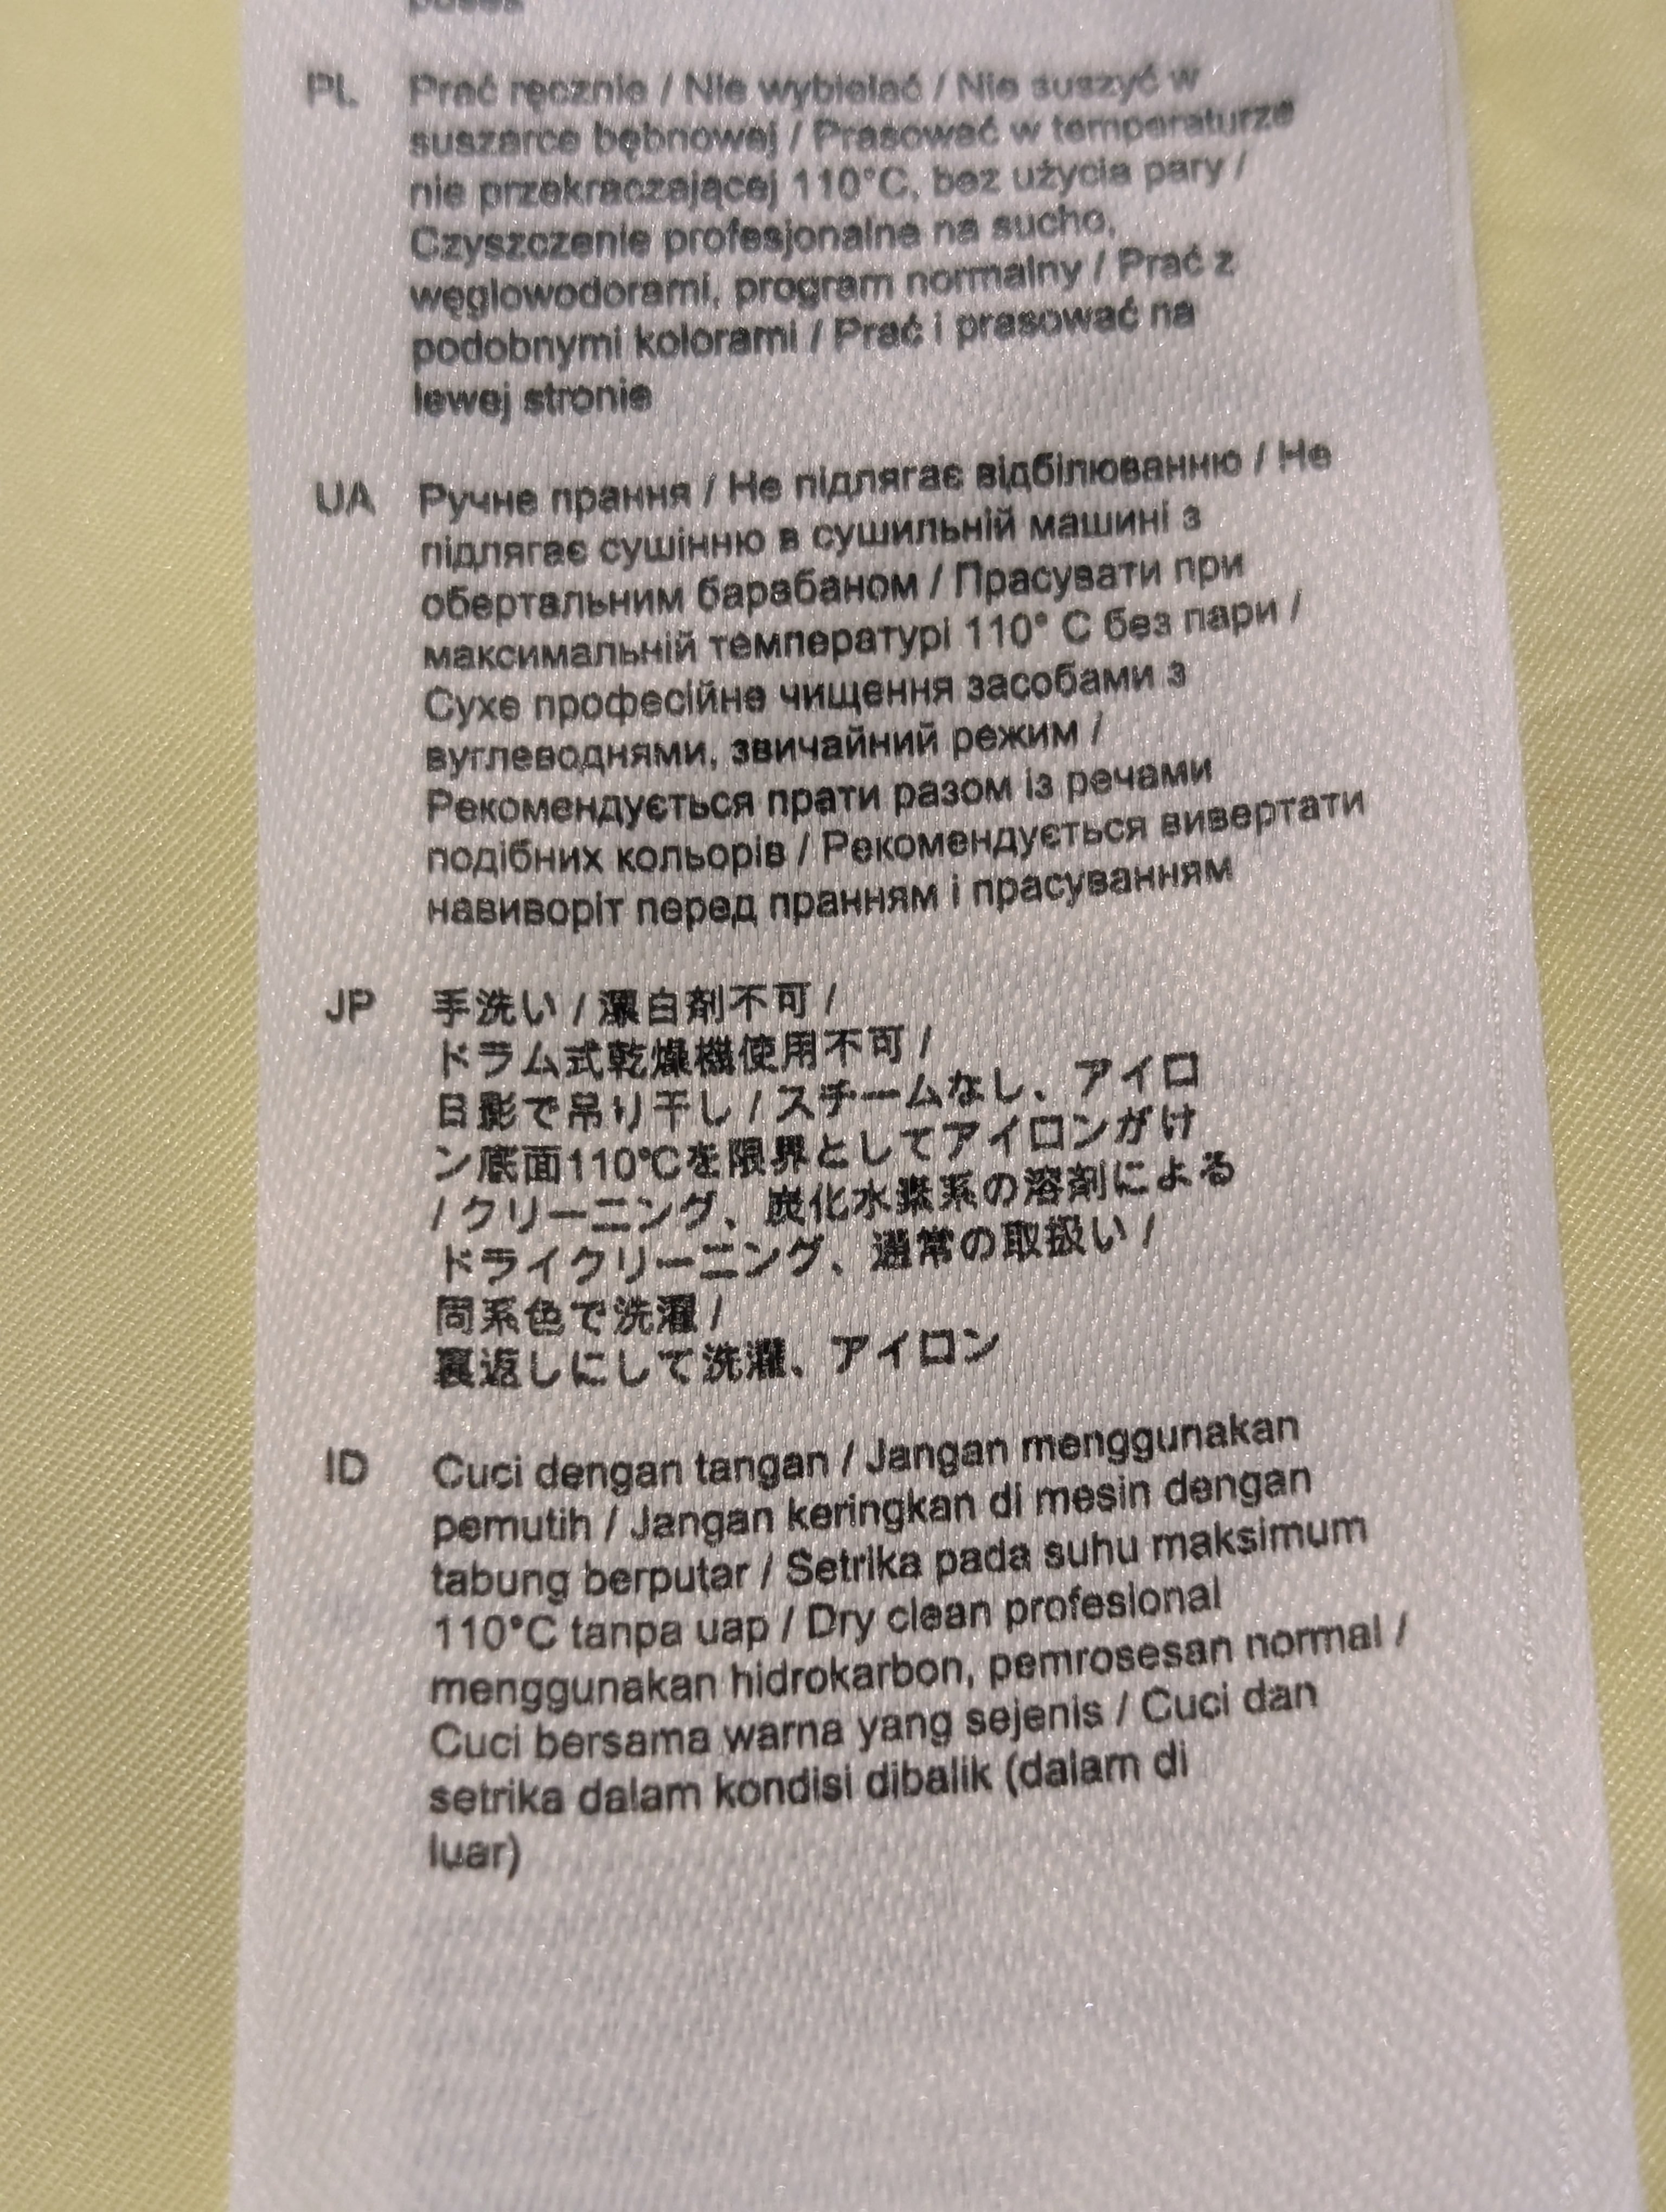 PL Prać ręcznie / Nie wybielać / Nie suszyć w
suszarce bębnowej / Prasować w temperaturze
nie przekraczającej 110°C, bez użycia pary /
Czyszczenie profesjonalne na sucho,
węglowodorami, program normalny / Prać z
podobnymi kolorami / Prać i prasować na
lewej stronie
UA Ручне прання / Не підлягає відбілюванню / Не
підлягає сушінню в сушильній машині з
обертальним барабаном / Прасувати при
максимальній температурі 110° C без пари /
Сухе професійне чищення засобами з
вуглеводнями, звичайний режим /
Рекомендується прати разом із речами
подібних кольорів / Рекомендується вивертати
навиворіт перед пранням і прасуванням
JP 手洗い / 漂白剤不可 /
ドラム式乾燥機使用不可 /
日影で吊り干し / スチームなし、アイロ
ン底面110℃を限界としてアイロンがけ
/ クリーニング、炭化水素系の溶剤による
ドライクリーニング、通常の取扱い /
同系色で洗濯 /
裏返しにして洗濯、アイロン
ID Cuci dengan tangan / Jangan menggunakan
pemutih / Jangan keringkan di mesin dengan
tabung berputar / Setrika pada suhu maksimum
110°C tanpa uap / Dry clean profesional
menggunakan hidrokarbon, pemrosesan normal /
Cuci bersama warna yang sejenis / Cuci dan
setrika dalam kondisi dibalik (dalam di
luar)